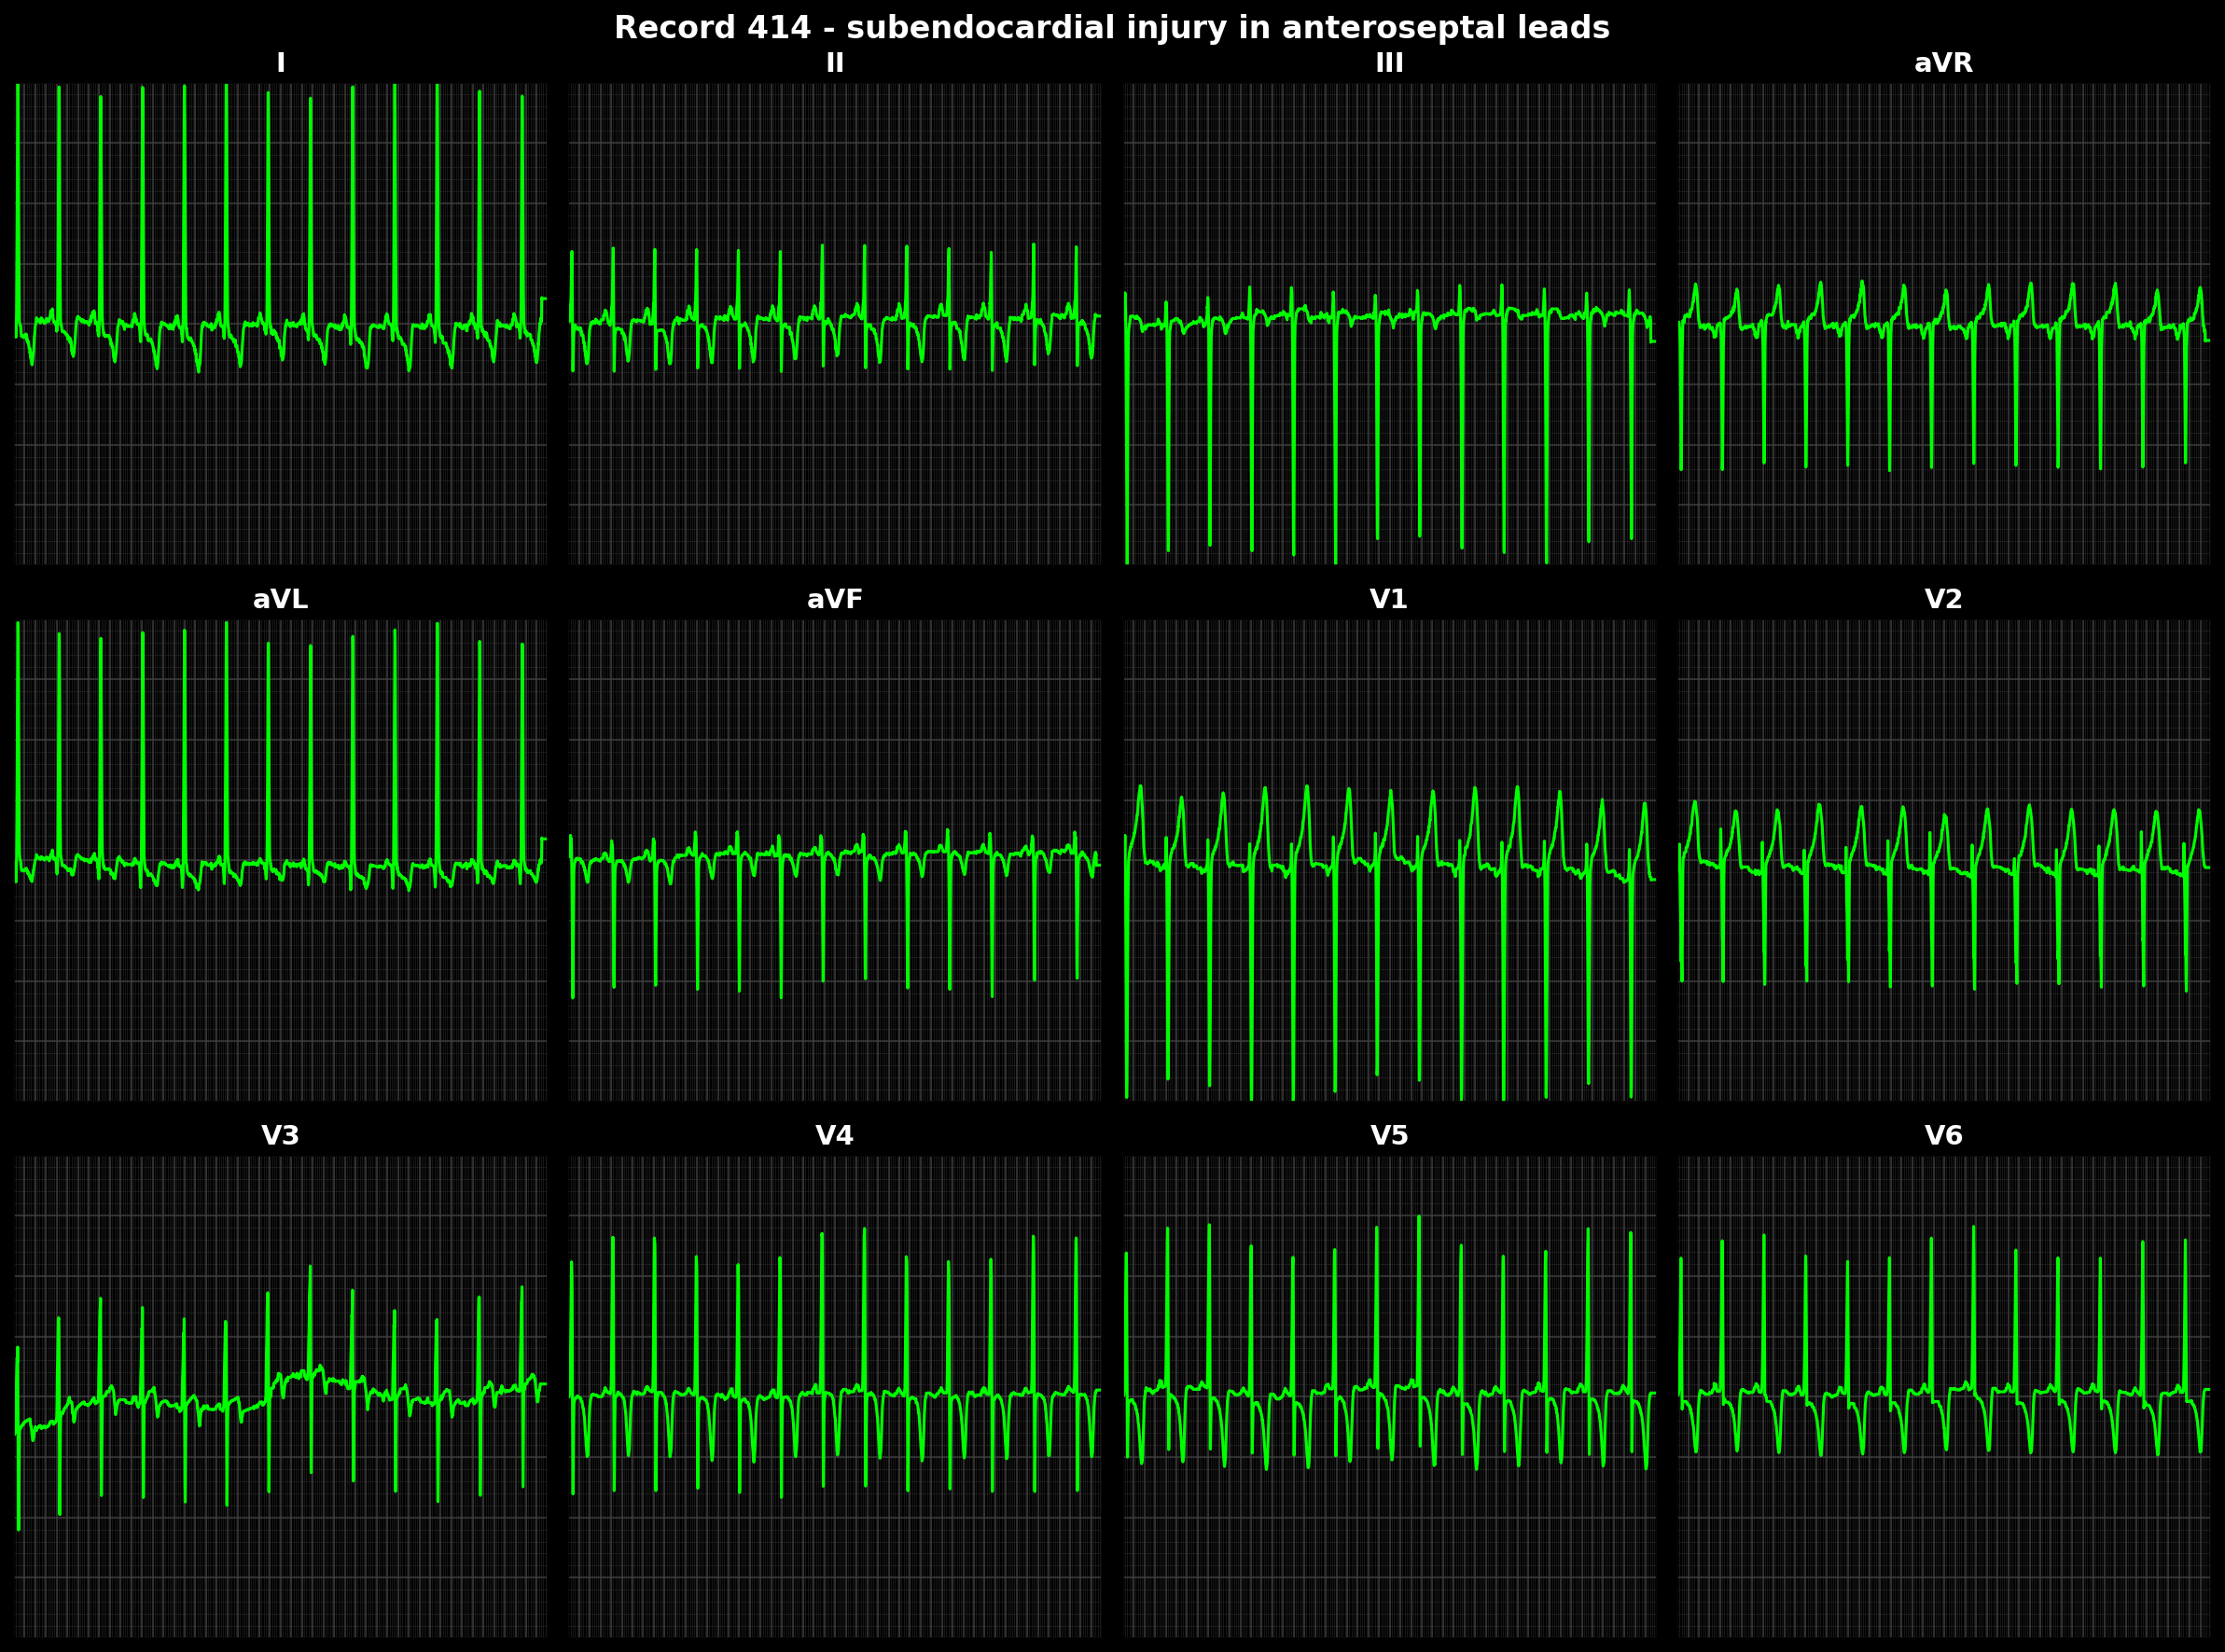 Record 414 - subendocardial injury in anteroseptal leads
I II III aVR
aVL aVF V1 V2
V3 V4 V5 V6